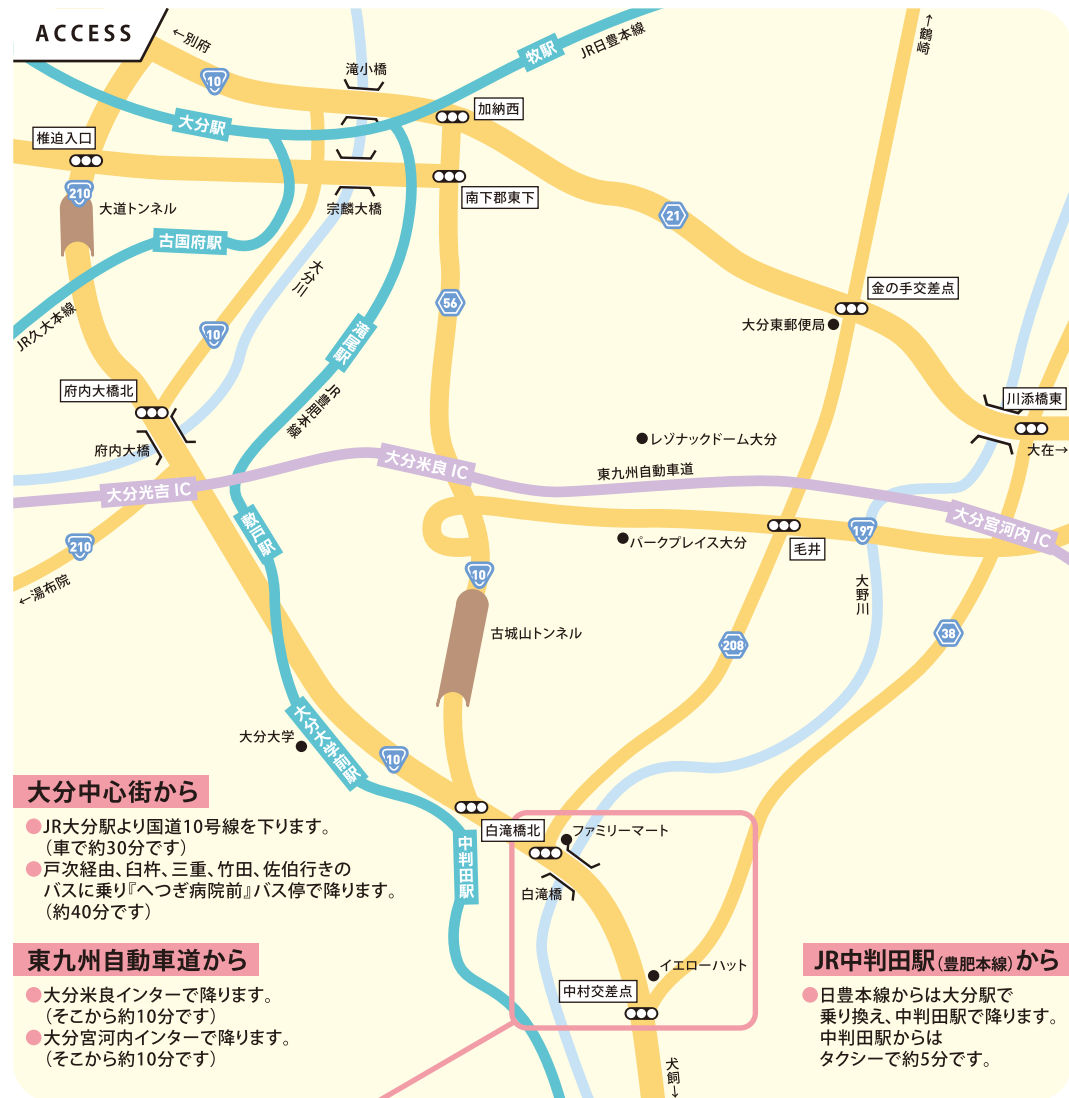 ACCESS
←別府
10
滝小橋
牧駅
JR日豊本線
↑鶴崎
大分駅
加納西
椎迫入口
210
大道トンネル
宗麟大橋
南下郡東下
21
古国府駅
大分川
56
金の手交差点
大分東郵便局
JR久大本線
10
滝尾駅
JR豊肥本線
府内大橋北
府内大橋
川添橋東
大在→
レゾナックドーム大分
大分米良 IC
東九州自動車道
大分光吉 IC
大分宮河内 IC
敷戸駅
197
毛井
パークプレイス大分
210
←湯布院
10
大野川
古城山トンネル
208
38
大分大学
大分大学前駅
10
大分中心街から
●JR大分駅より国道10号線を下ります。
（車で約30分です）
●戸次経由、臼杵、三重、竹田、佐伯行きの
バスに乗り『へつぎ病院前』バス停で降ります。
（約40分です）
中判田駅
白滝橋北
ファミリーマート
白滝橋
東九州自動車道から
●大分米良インターで降ります。
（そこから約10分です）
●大分宮河内インターで降ります。
（そこから約10分です）
イエローハット
中村交差点
犬飼↓
JR中判田駅（豊肥本線）から
●日豊本線からは大分駅で
乗り換え、中判田駅で降ります。
中判田駅からは
タクシーで約5分です。